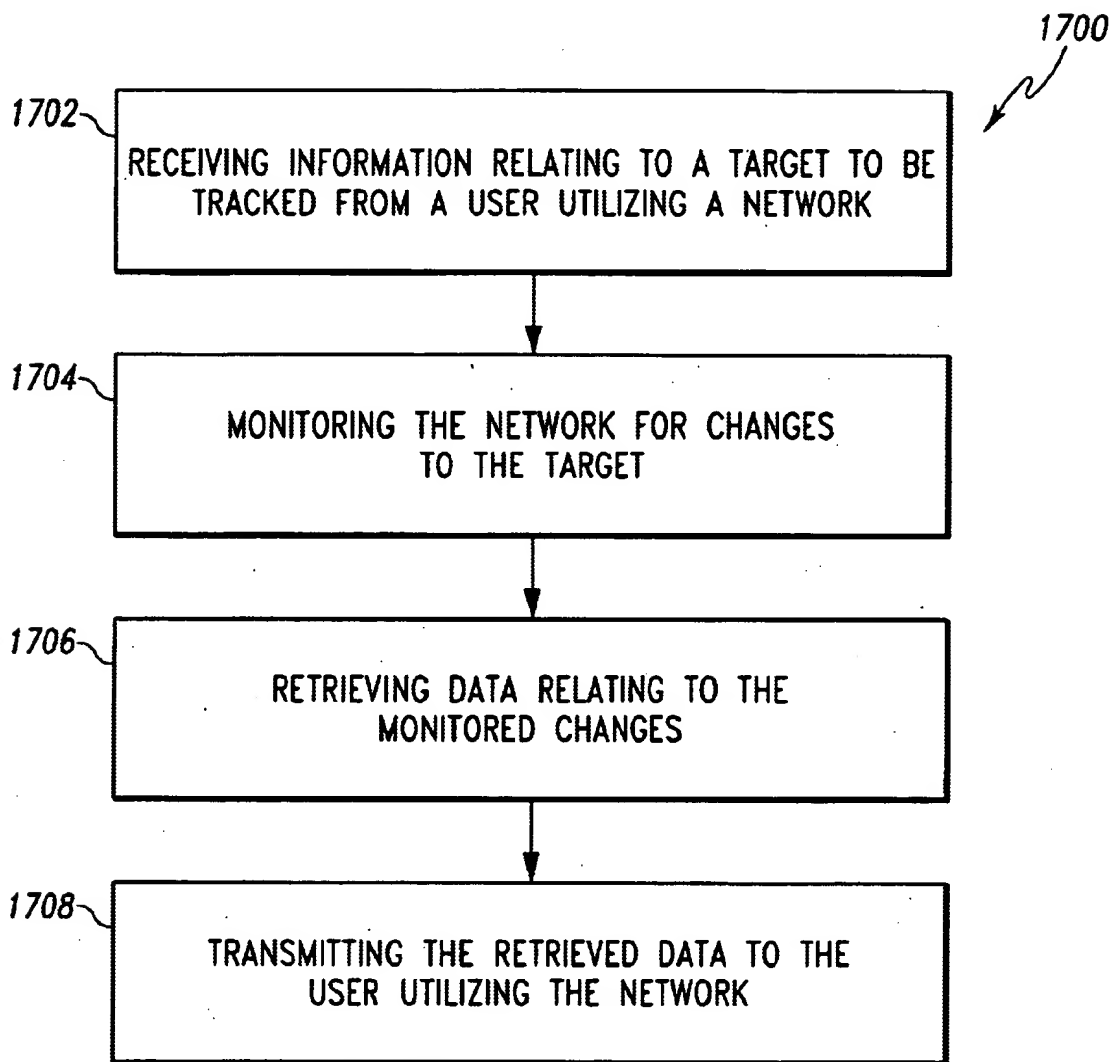 1700
1702
RECEIVING INFORMATION RELATING TO A TARGET TO BE
TRACKED FROM A USER UTILIZING A NETWORK
1704
MONITORING THE NETWORK FOR CHANGES
TO THE TARGET
1706
RETRIEVING DATA RELATING TO THE
MONITORED CHANGES
1708
TRANSMITTING THE RETRIEVED DATA TO THE
USER UTILIZING THE NETWORK